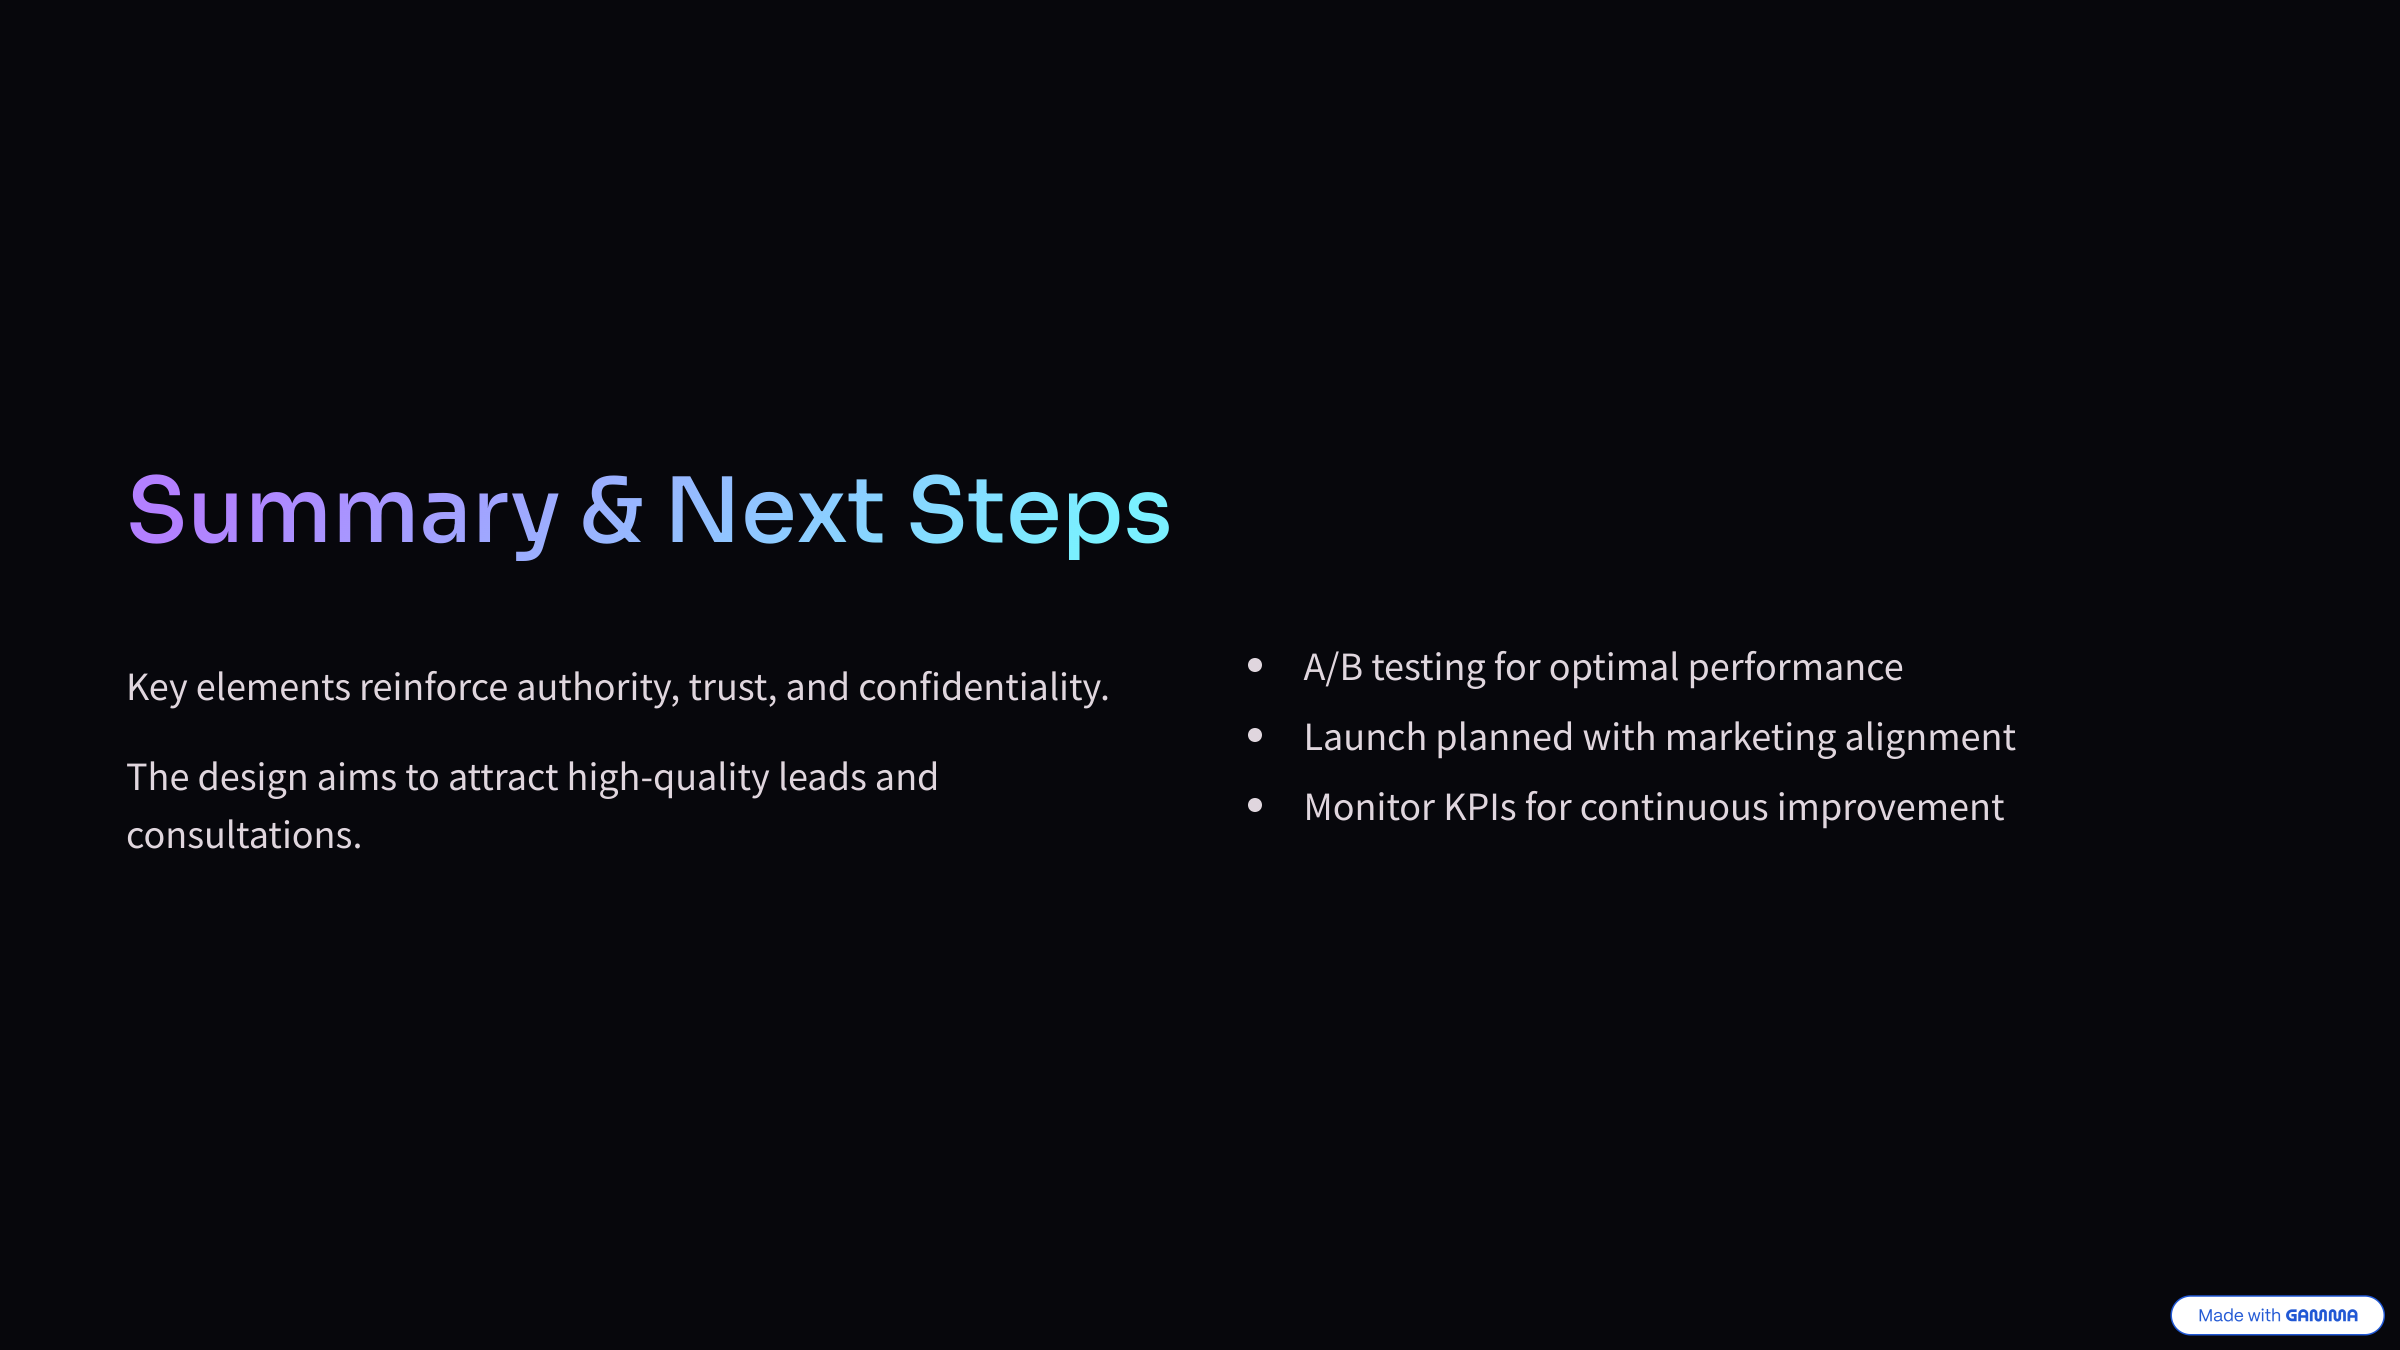 Summary & Next Steps
Key elements reinforce authority, trust, and confidentiality.
The design aims to attract high-quality leads and
consultations.
• A/B testing for optimal performance
• Launch planned with marketing alignment
• Monitor KPIs for continuous improvement
Made with GAMMA